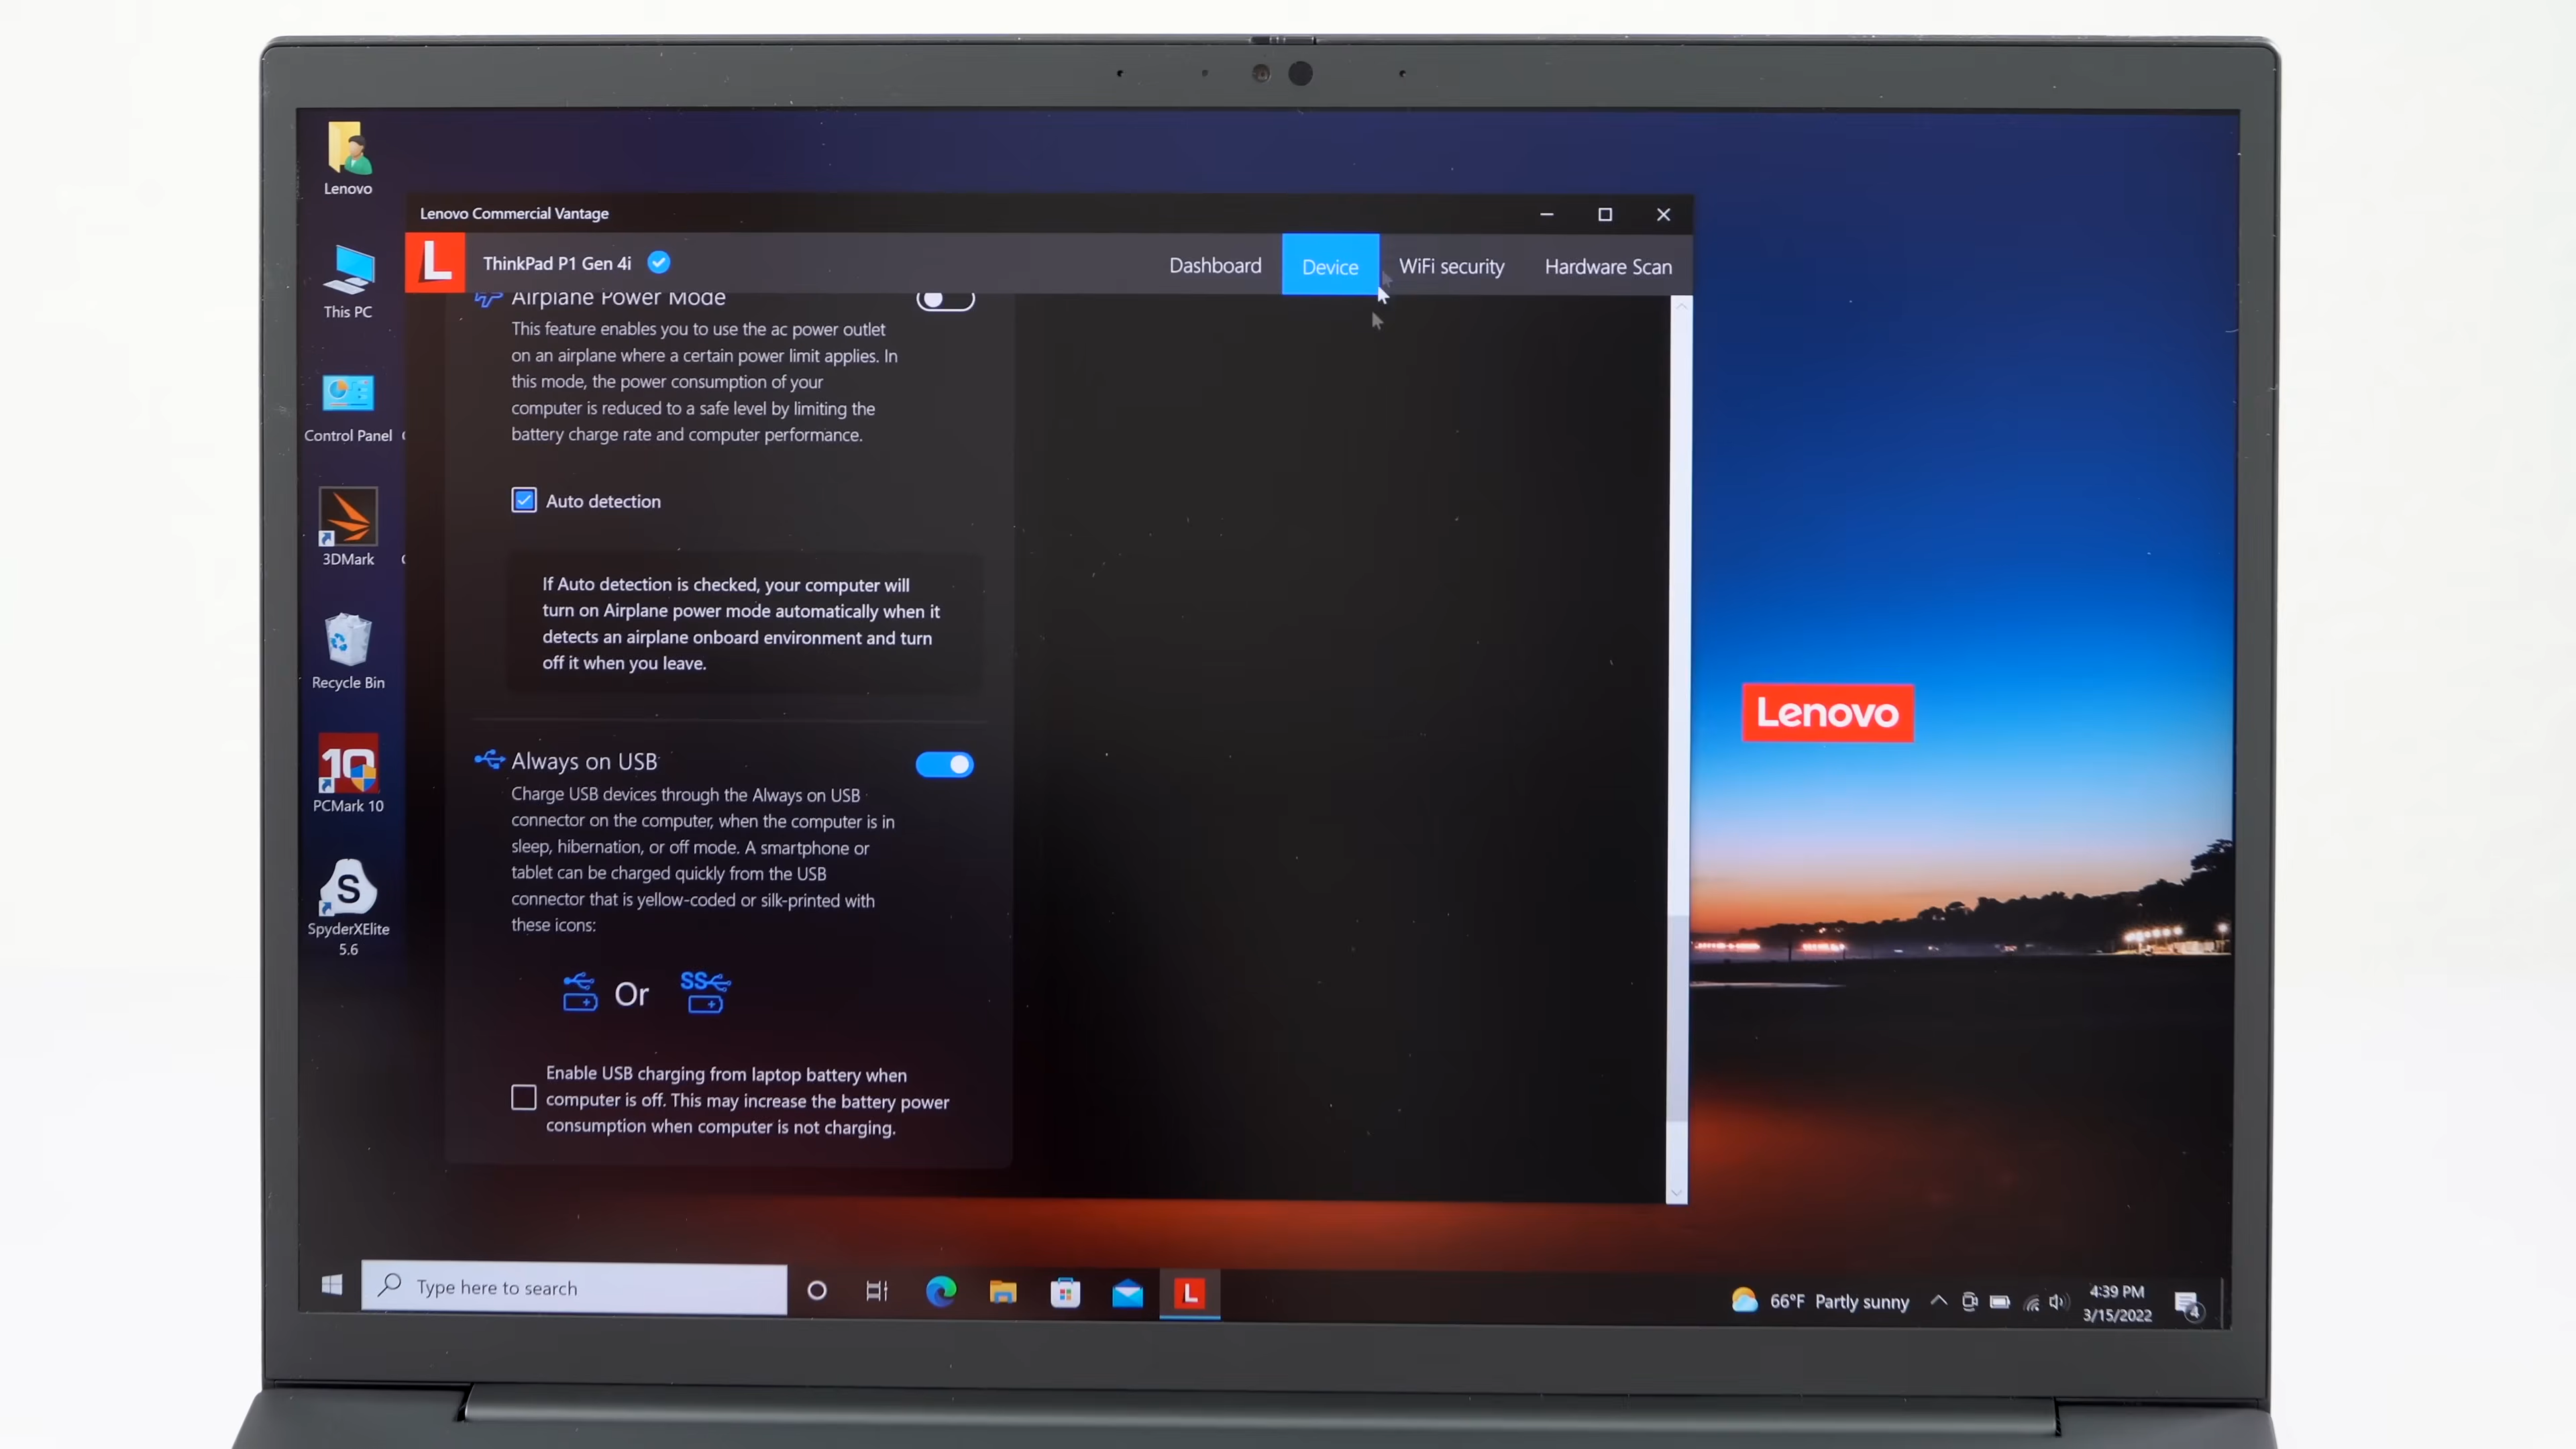 Lenovo
This PC
Control Panel
3DMark
Recycle Bin
10
PCMark 10
S
SpyderXElite
5.6
Lenovo Commercial Vantage
L
ThinkPad P1 Gen 4i
Dashboard
Device
WiFi security
Hardware Scan
Airplane Power Mode
This feature enables you to use the ac power outlet
on an airplane where a certain power limit applies. In
this mode, the power consumption of your
computer is reduced to a safe level by limiting the
battery charge rate and computer performance.
Auto detection
If Auto detection is checked, your computer will
turn on Airplane power mode automatically when it
detects an airplane onboard environment and turn
off it when you leave.
Always on USB
Charge USB devices through the Always on USB
connector on the computer, when the computer is in
sleep, hibernation, or off mode. A smartphone or
tablet can be charged quickly from the USB
connector that is yellow-coded or silk-printed with
these icons:
Or
SS
Enable USB charging from laptop battery when
computer is off. This may increase the battery power
consumption when computer is not charging.
Lenovo
Type here to search
L
66°F Partly sunny
4:39 PM
3/15/2022
4